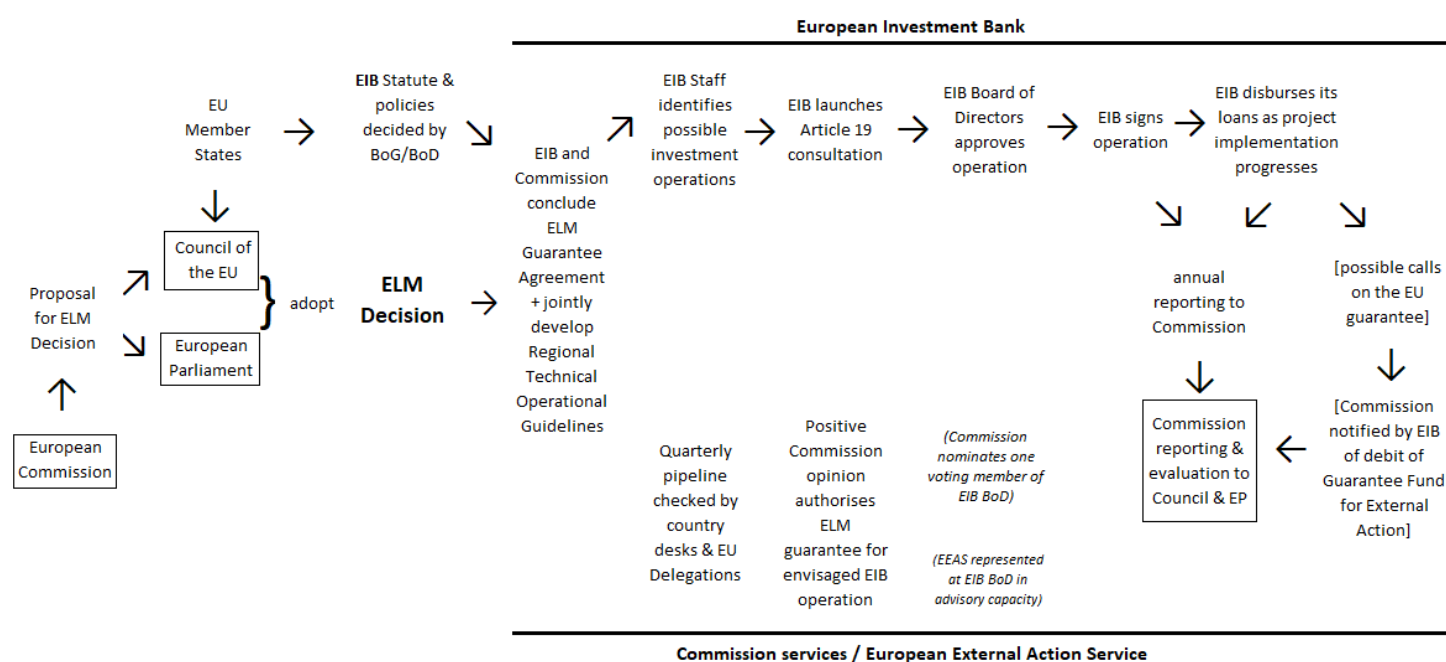 European Investment Bank
EU
Member
States
EIB Statute &
policies
decided by
BoG/BoD
Council of
the EU
Proposal
for ELM
Decision
European
Parliament
European
Commission
}
adopt
ELM
Decision
EIB and
Commission
conclude
ELM
Guarantee
Agreement
+ jointly
develop
Regional
Technical
Operational
Guidelines
EIB Staff
identifies
possible
investment
operations
EIB launches
Article 19
consultation
EIB Board of
Directors
approves
operation
EIB signs
operation
EIB disburses its
loans as project
implementation
progresses
annual
reporting to
Commission
[possible calls
on the EU
guarantee]
Commission
reporting &
evaluation to
Council & EP
[Commission
notified by EIB
of debit of
Guarantee Fund
for External
Action]
Quarterly
pipeline
checked by
country
desks & EU
Delegations
Positive
Commission
opinion
authorises
ELM
guarantee for
envisaged EIB
operation
(Commission
nominates one
voting member of
EIB BoD)
(EEAS represented
at EIB BoD in
advisory capacity)
Commission services / European External Action Service